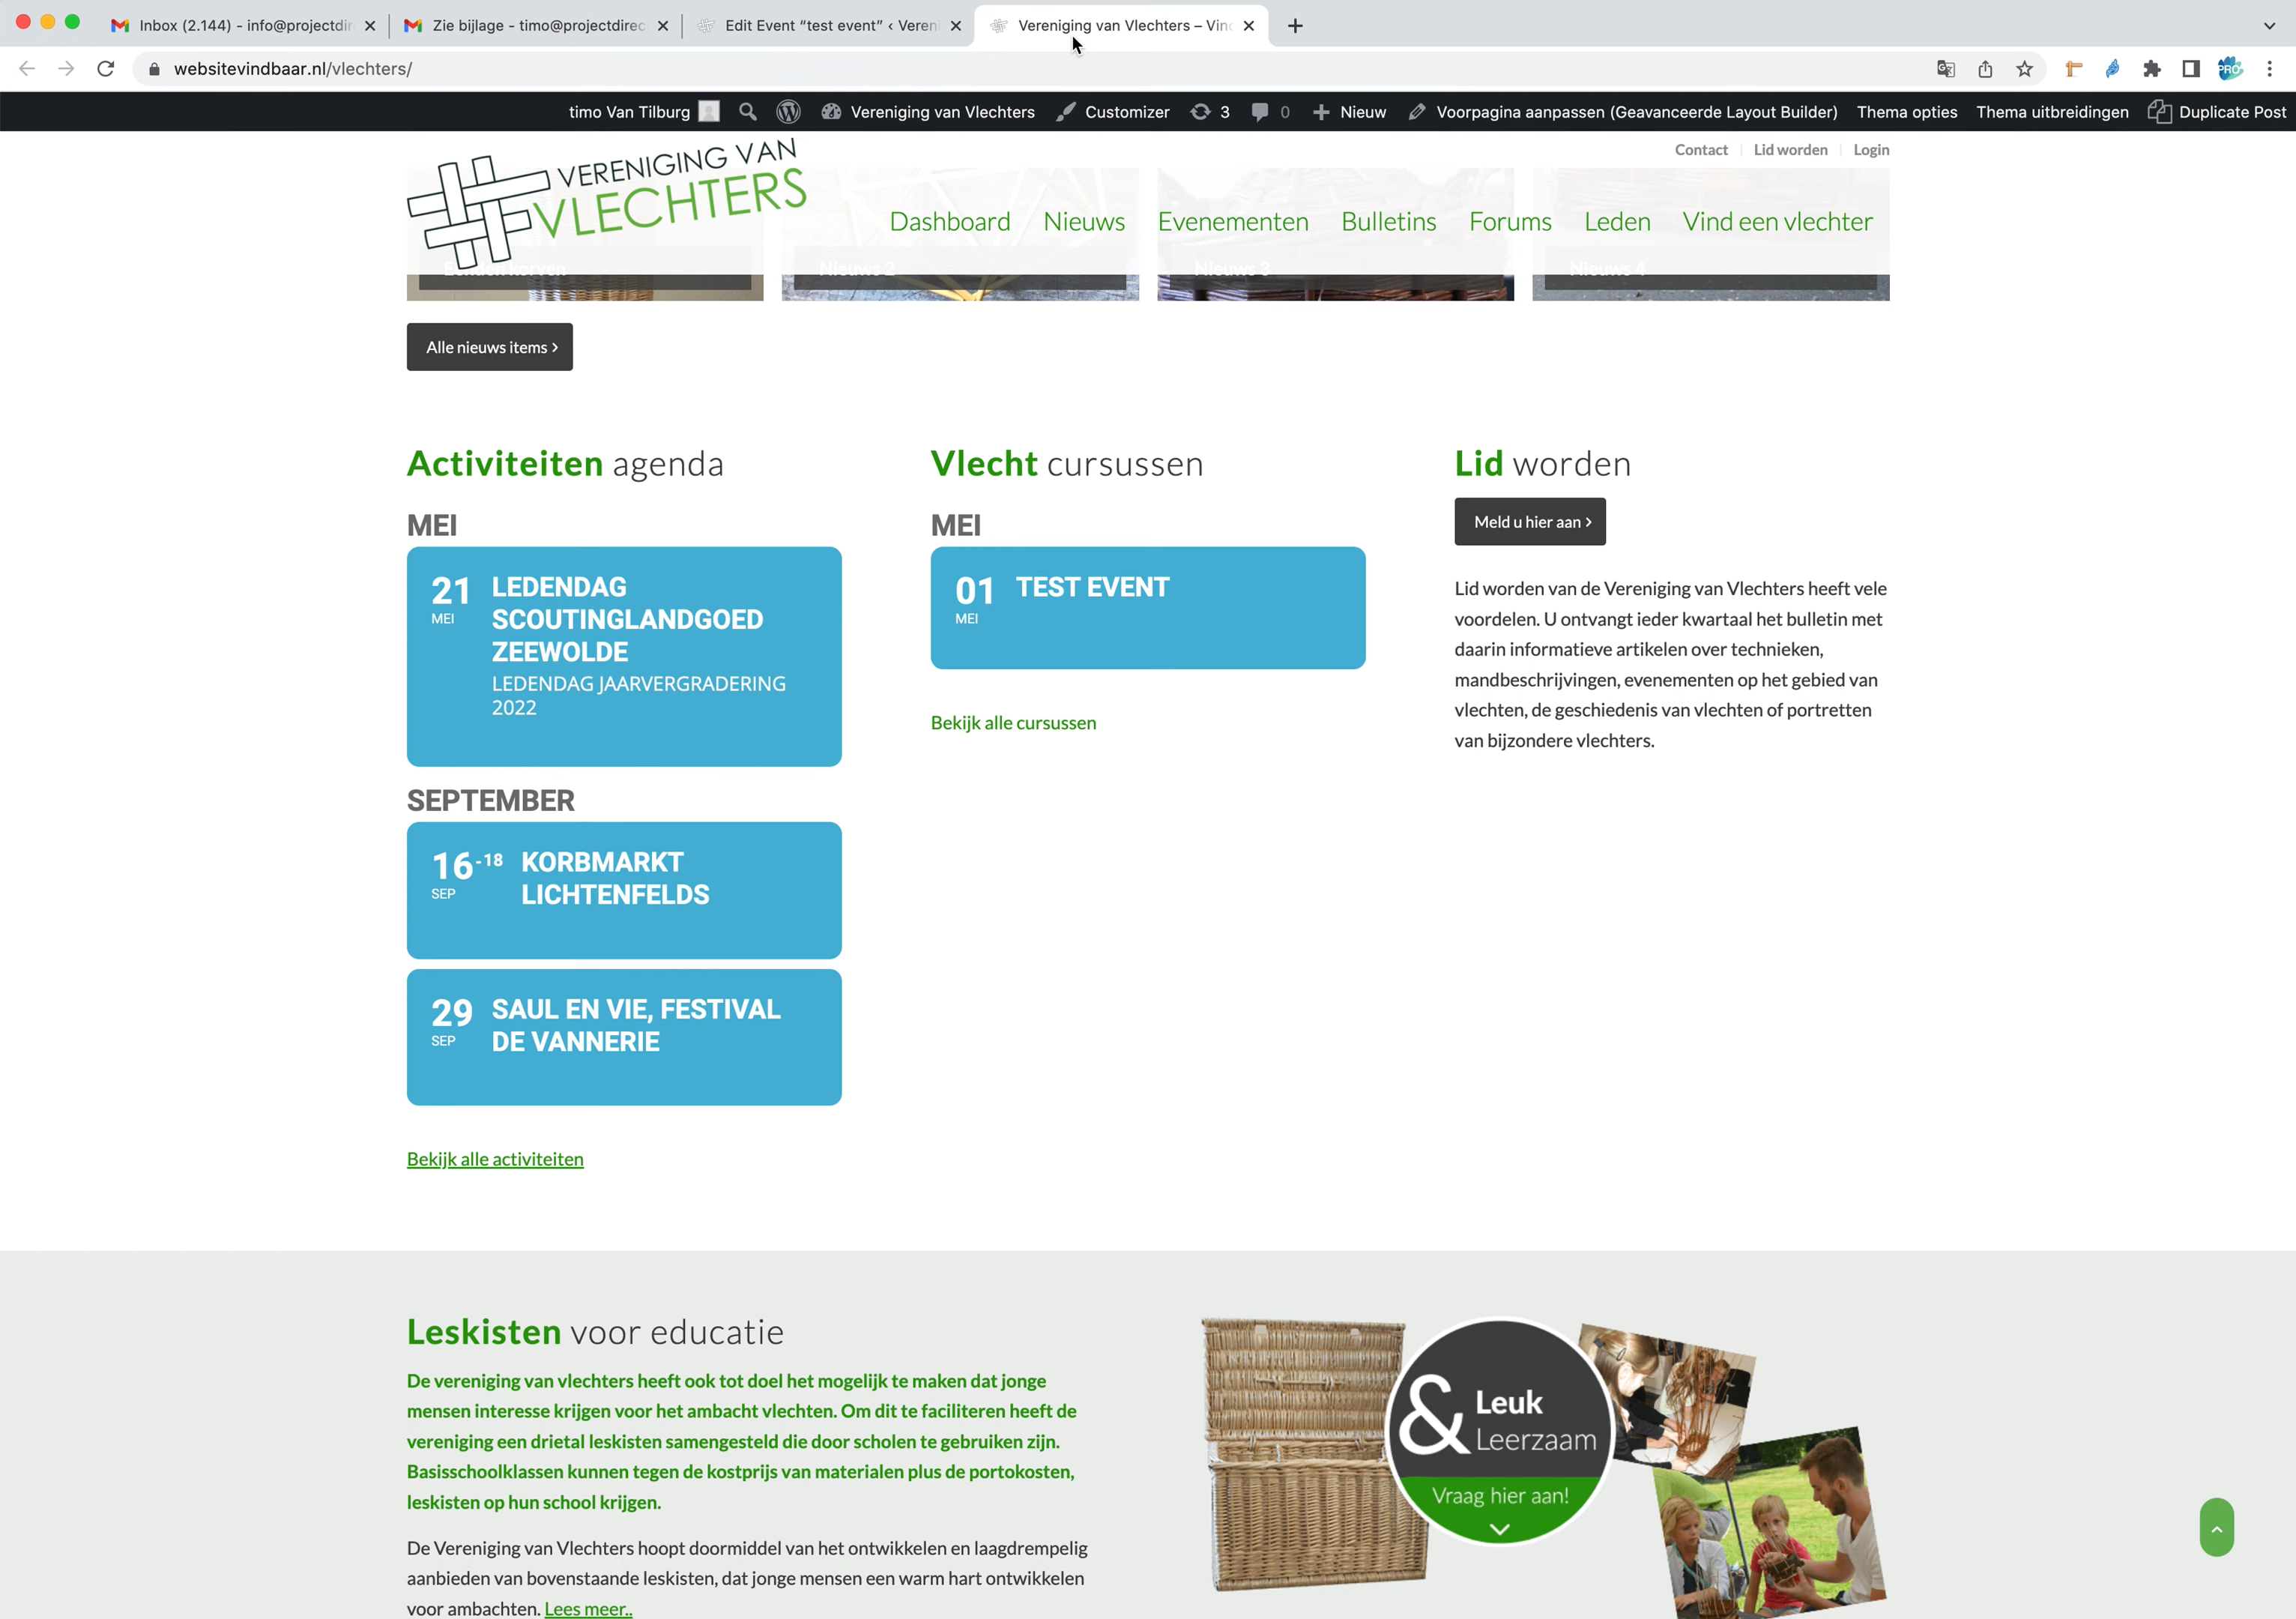 Inbox (2.144) - info@projectdir
Zie bijlage - timo@projectdirec
Edit Event “test event” ‹ Veren
Vereniging van Vlechters – Vin
websitevindbaar.nl/vlechters/
timo Van Tilburg
Vereniging van Vlechters
Customizer
3
0
Nieuw
Voorpagina aanpassen (Geavanceerde Layout Builder)
Thema opties
Thema uitbreidingen
Duplicate Post
Contact
Lid worden
Login
VERENIGING VAN
VLECHTERS
Dashboard
Nieuws
Evenementen
Bulletins
Forums
Leden
Vind een vlechter
Nieuws 2
Nieuws 3
Nieuws 4
Alle nieuws items ›
Activiteiten agenda
MEI
21
MEI
LEDENDAG
SCOUTINGLANDGOED
ZEEWOLDE
LEDENDAG JAARVERGRADERING
2022
SEPTEMBER
16 -18
SEP
KORBMARKT
LICHTENFELDS
29
SEP
SAUL EN VIE, FESTIVAL
DE VANNERIE
Bekijk alle activiteiten
Vlecht cursussen
MEI
01
MEI
TEST EVENT
Bekijk alle cursussen
Lid worden
Meld u hier aan ›
Lid worden van de Vereniging van Vlechters heeft vele
voordelen. U ontvangt ieder kwartaal het bulletin met
daarin informatieve artikelen over technieken,
mandbeschrijvingen, evenementen op het gebied van
vlechten, de geschiedenis van vlechten of portretten
van bijzondere vlechters.
Leskisten voor educatie
De vereniging van vlechters heeft ook tot doel het mogelijk te maken dat jonge
mensen interesse krijgen voor het ambacht vlechten. Om dit te faciliteren heeft de
vereniging een drietal leskisten samengesteld die door scholen te gebruiken zijn.
Basisschoolklassen kunnen tegen de kostprijs van materialen plus de portokosten,
leskisten op hun school krijgen.
De Vereniging van Vlechters hoopt doormiddel van het ontwikkelen en laagdrempelig
aanbieden van bovenstaande leskisten, dat jonge mensen een warm hart ontwikkelen
voor ambachten. Lees meer..
& Leuk
Leerzaam
Vraag hier aan!